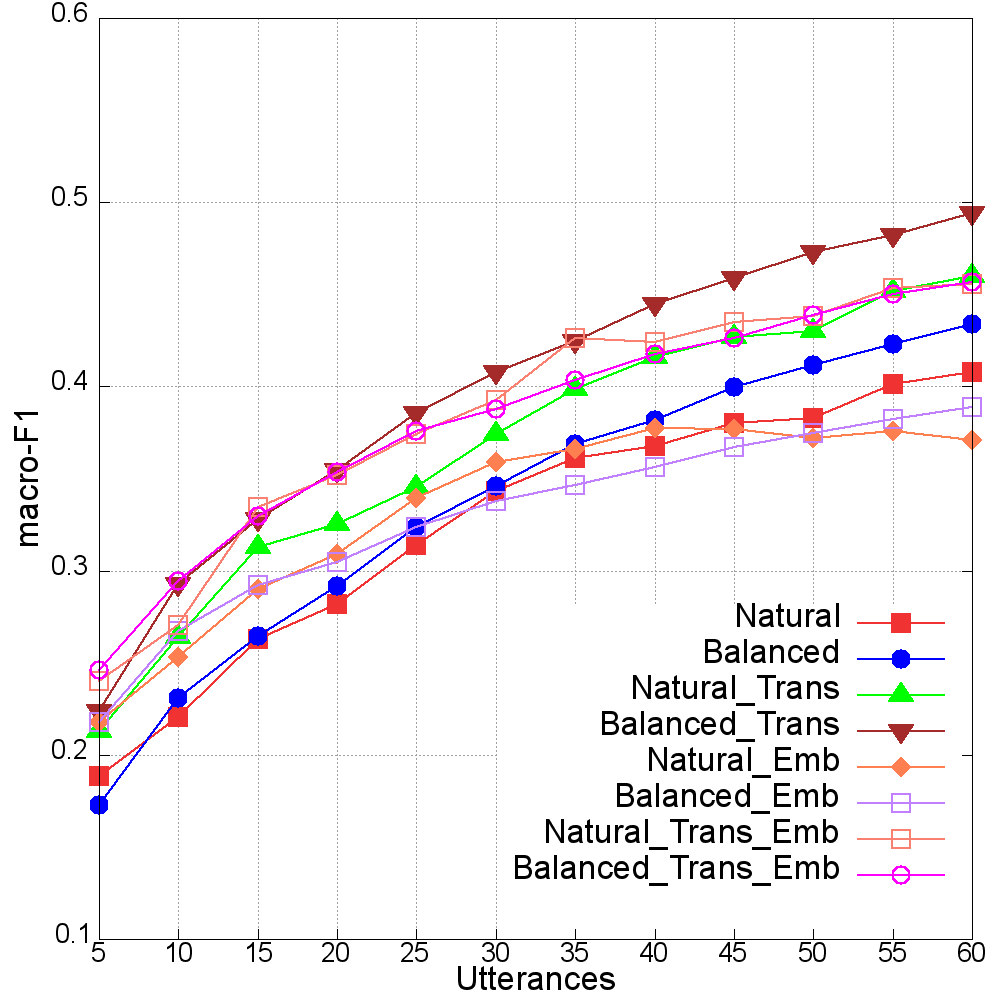 0.6
0.5
0.4
0.3
0.2
0.1
macro-F1
Natural
Balanced
Natural_Trans
Balanced_Trans
Natural_Emb
Balanced_Emb
Natural_Trans_Emb
Balanced_Trans_Emb
5 10 15 20 25 30 35 40 45 50 55 60
Utterances